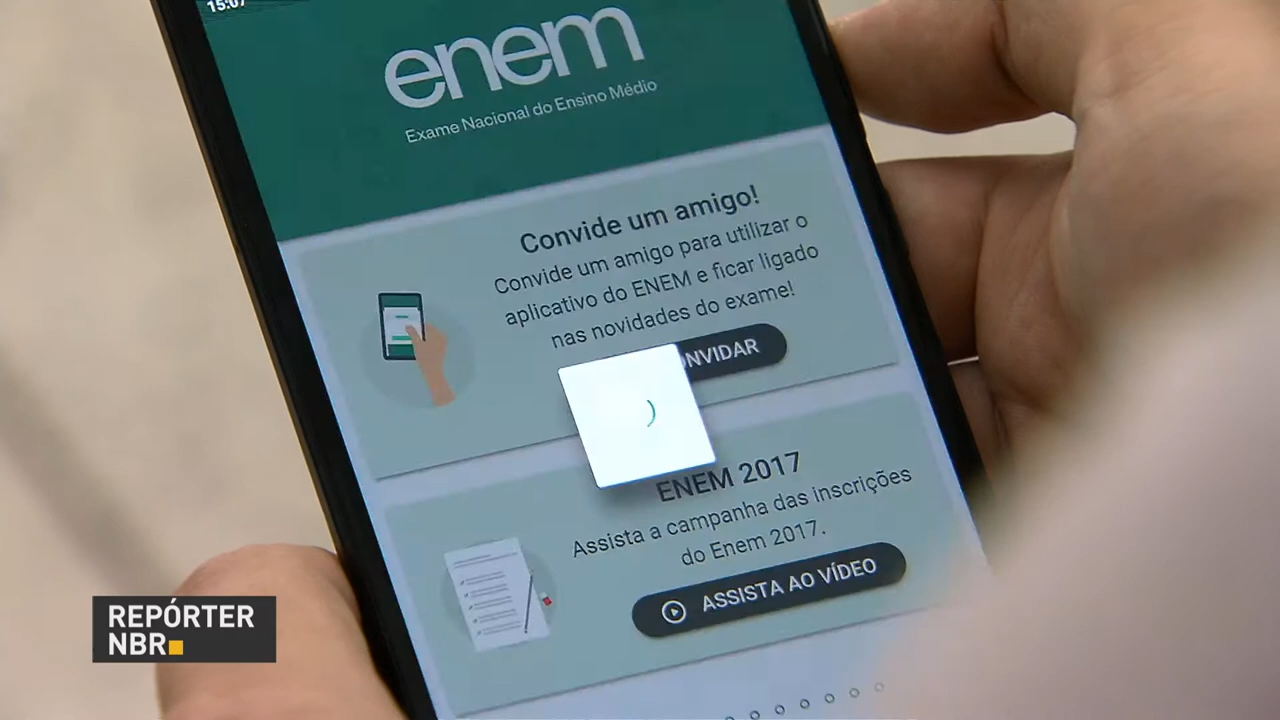 15:07
enem
Exame Nacional do Ensino Médio
Convide um amigo!
Convide um amigo para utilizar o
aplicativo do ENEM e ficar ligado
nas novidades do exame!
ONVIDAR
ENEM 2017
Assista a campanha das inscrições
do Enem 2017.
ASSISTA AO VÍDEO
REPÓRTER
NBR